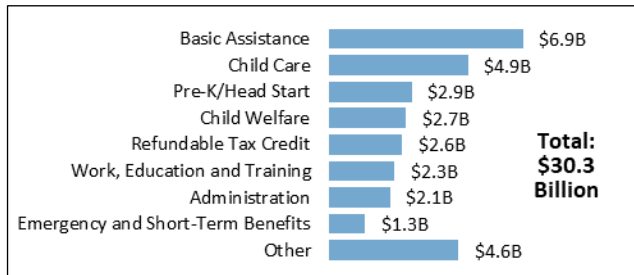 Basic Assistance $6.9B
Child Care $4.9B
Pre-K/Head Start $2.9B
Child Welfare $2.7B
Refundable Tax Credit $2.6B
Work, Education and Training $2.3B
Administration $2.1B
Emergency and Short-Term Benefits $1.3B
Other $4.6B
Total:
$30.3
Billion